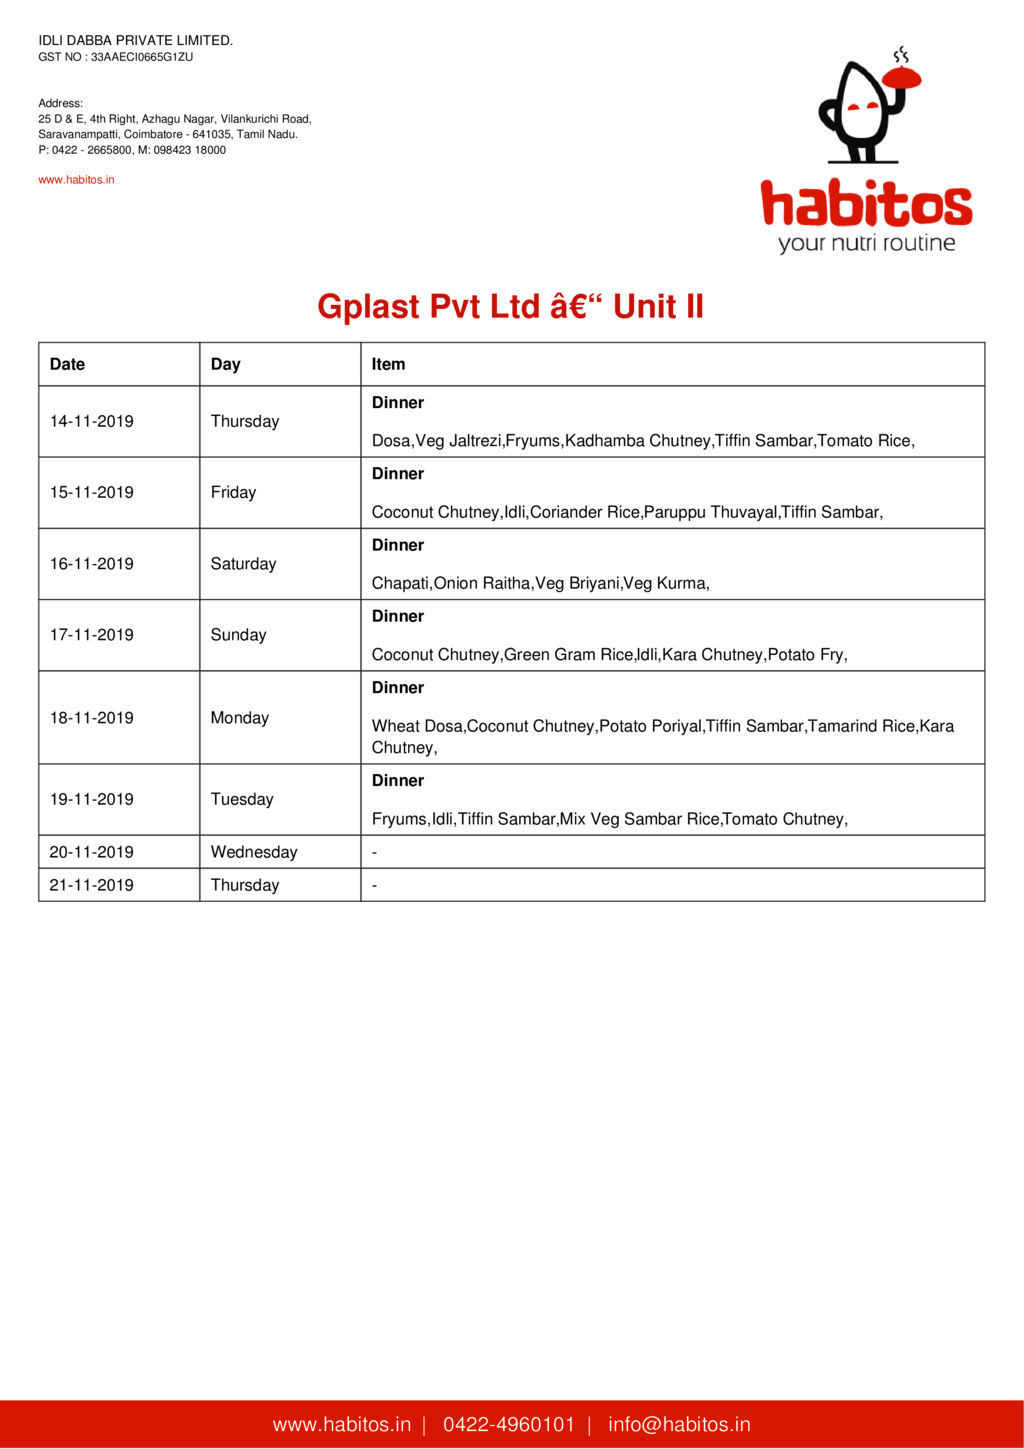 IDLI DABBA PRIVATE LIMITED.
GST NO : 33AAECI0665G1ZU
Address:
25 D & E, 4th Right, Azhagu Nagar, Vilankurichi Road,
Saravanampatti, Coimbatore - 641035, Tamil Nadu.
P: 0422 - 2665800, M: 098423 18000
www.habitos.in
habitos
your nutri routine
Gplast Pvt Ltd â€“ Unit II
Date Day Item
14-11-2019 Thursday Dinner
Dosa,Veg Jaltrezi,Fryums,Kadhamba Chutney,Tiffin Sambar,Tomato Rice,
15-11-2019 Friday Dinner
Coconut Chutney,Idli,Coriander Rice,Paruppu Thuvayal,Tiffin Sambar,
16-11-2019 Saturday Dinner
Chapati,Onion Raitha,Veg Briyani,Veg Kurma,
17-11-2019 Sunday Dinner
Coconut Chutney,Green Gram Rice,Idli,Kara Chutney,Potato Fry,
18-11-2019 Monday Dinner
Wheat Dosa,Coconut Chutney,Potato Poriyal,Tiffin Sambar,Tamarind Rice,Kara
Chutney,
19-11-2019 Tuesday Dinner
Fryums,Idli,Tiffin Sambar,Mix Veg Sambar Rice,Tomato Chutney,
20-11-2019 Wednesday -
21-11-2019 Thursday -
www.habitos.in | 0422-4960101 | info@habitos.in